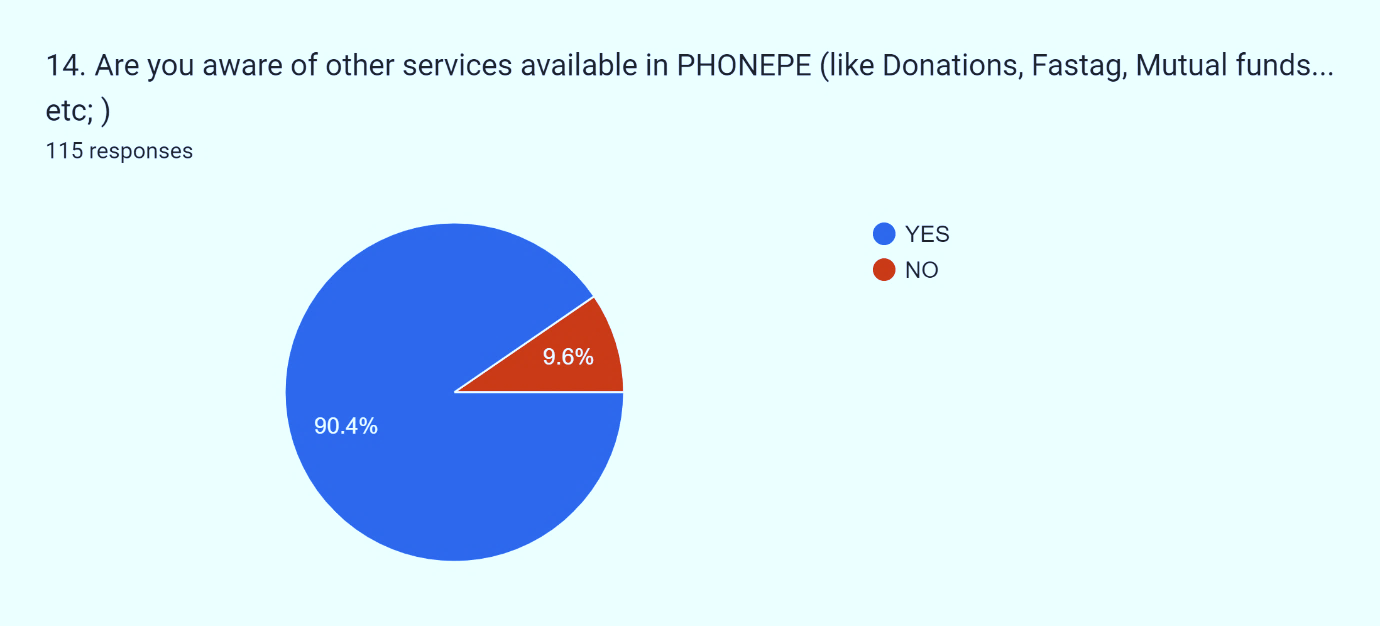 14. Are you aware of other services available in PHONEPE (like Donations, Fastag, Mutual funds...
etc; )
115 responses
YES
NO
9.6%
90.4%